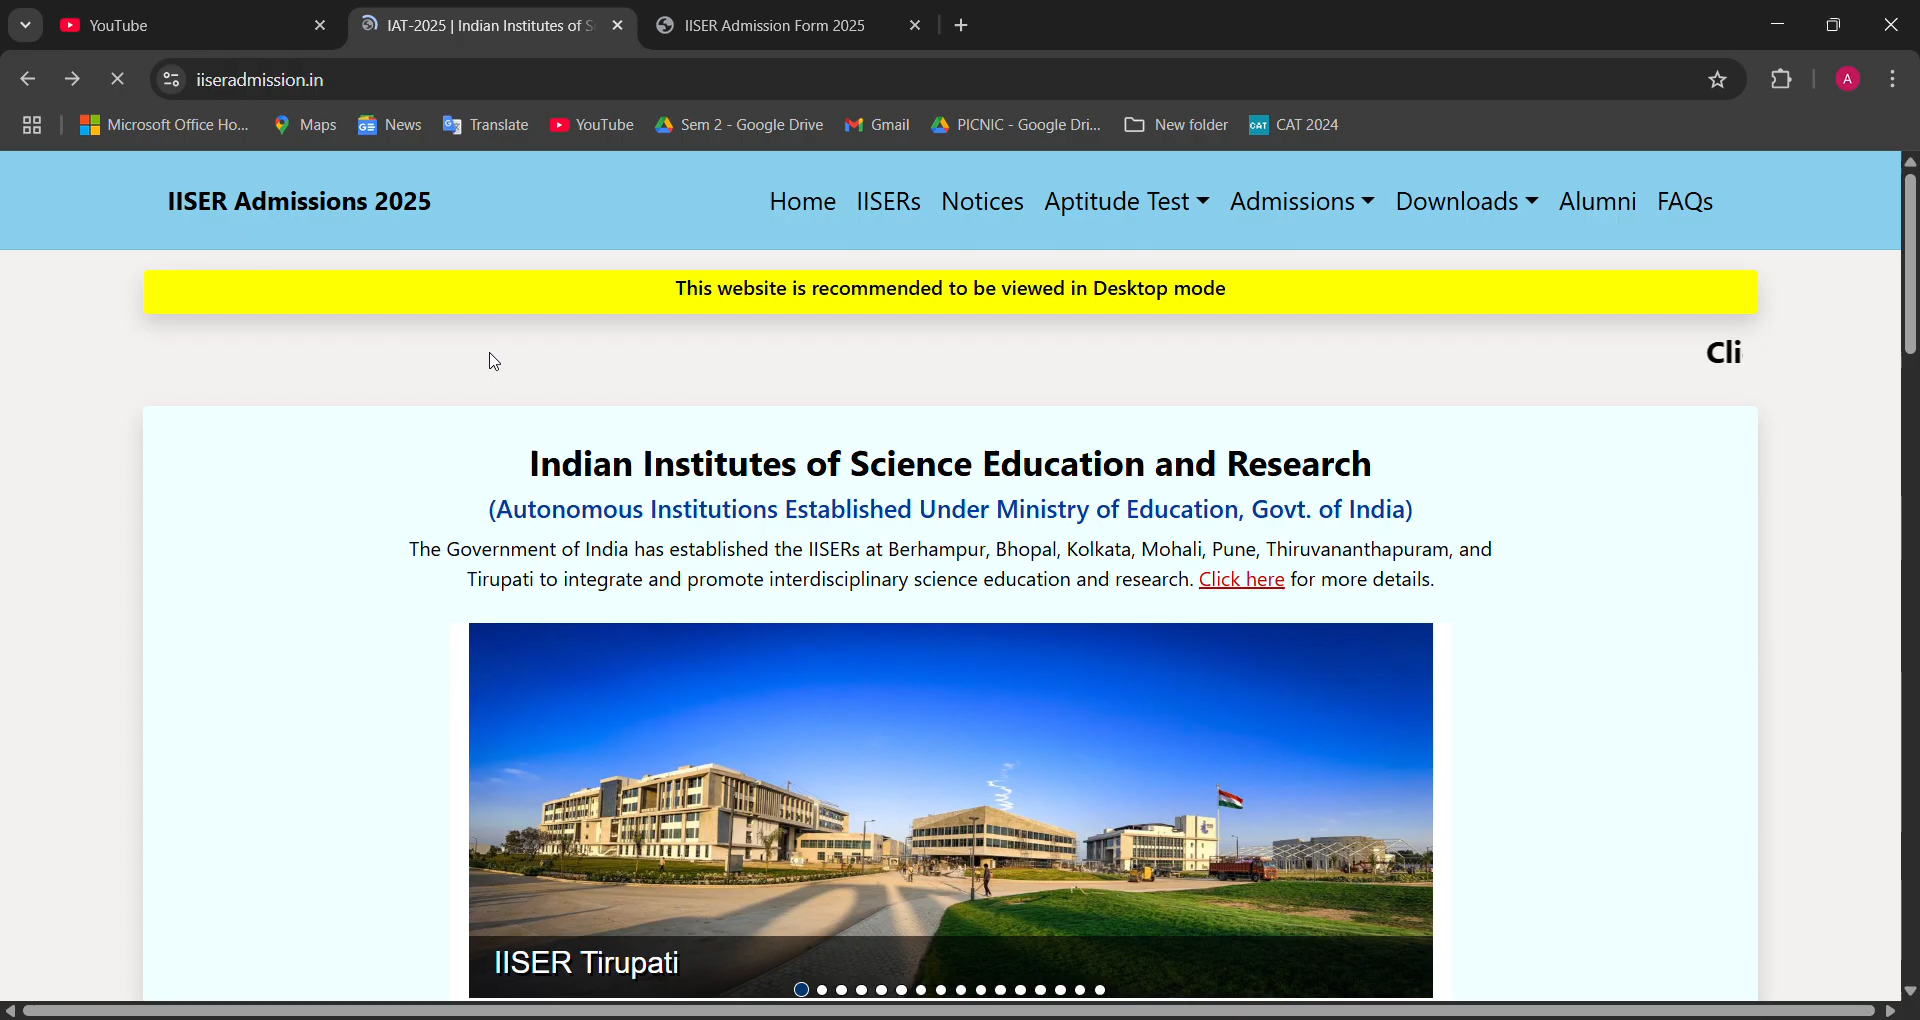 YouTube
IAT-2025 | Indian Institutes of S
IISER Admission Form 2025
iiseradmission.in
A
Microsoft Office Ho...
Maps
News
Translate
YouTube
Sem 2 - Google Drive
Gmail
PICNIC - Google Dri...
New folder
CAT
CAT 2024
IISER Admissions 2025
Home
IISERs
Notices
Aptitude Test
Admissions
Downloads
Alumni
FAQs
This website is recommended to be viewed in Desktop mode
Cli
Indian Institutes of Science Education and Research
(Autonomous Institutions Established Under Ministry of Education, Govt. of India)
The Government of India has established the IISERs at Berhampur, Bhopal, Kolkata, Mohali, Pune, Thiruvananthapuram, and
Tirupati to integrate and promote interdisciplinary science education and research. Click here for more details.
IISER Tirupati